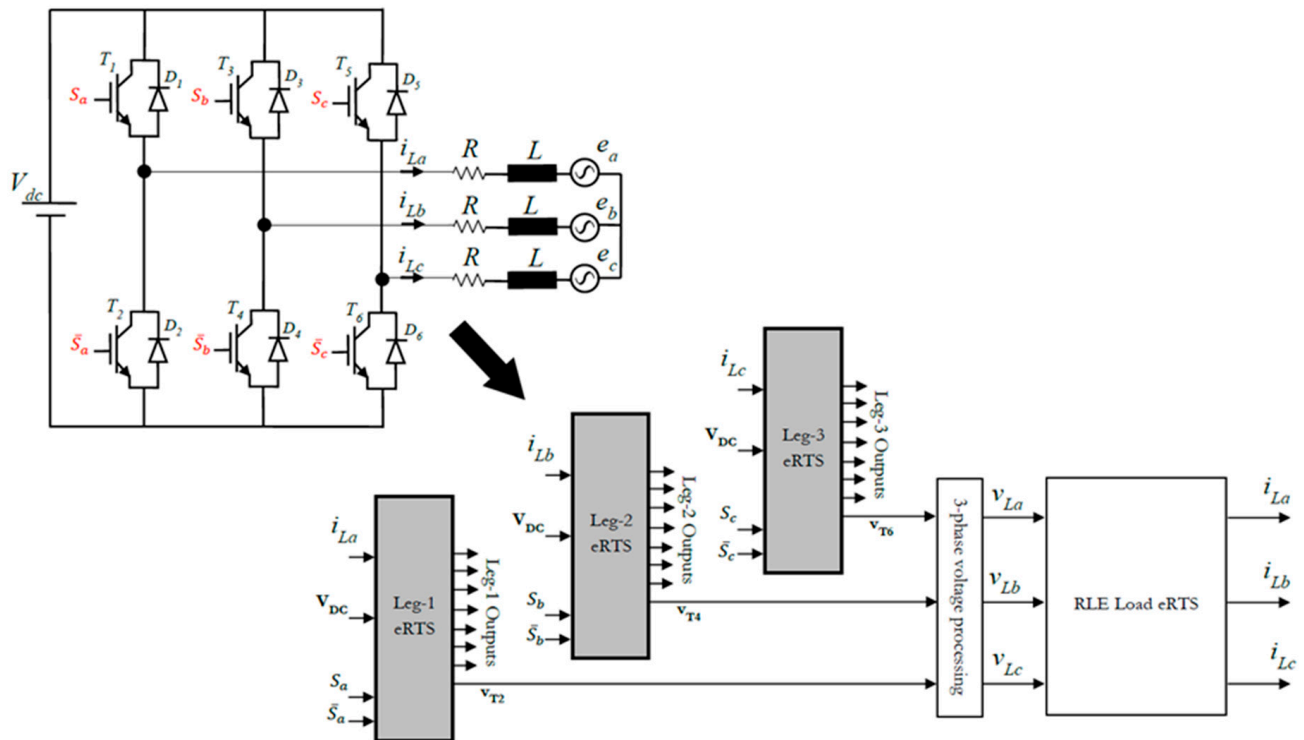 T1 D1 T3 D3 T5 D5
Sa Sb Sc
iLa R L ea
Vdc
iLb R L eb
iLc R L ec
T2 D2 T4 D4 T6 D6
S̄a S̄b S̄c
iLc
VDC
Leg-3
eRTS
Leg-3 Outputs
Sc
S̄c
vT6
iLb
VDC
Leg-2
eRTS
Leg-2 Outputs
Sb
S̄b
vT4
iLa
VDC
Leg-1
eRTS
Leg-1 Outputs
Sa
S̄a
vT2
3-phase voltage processing
vLa
vLb
vLc
RLE Load eRTS
iLa
iLb
iLc